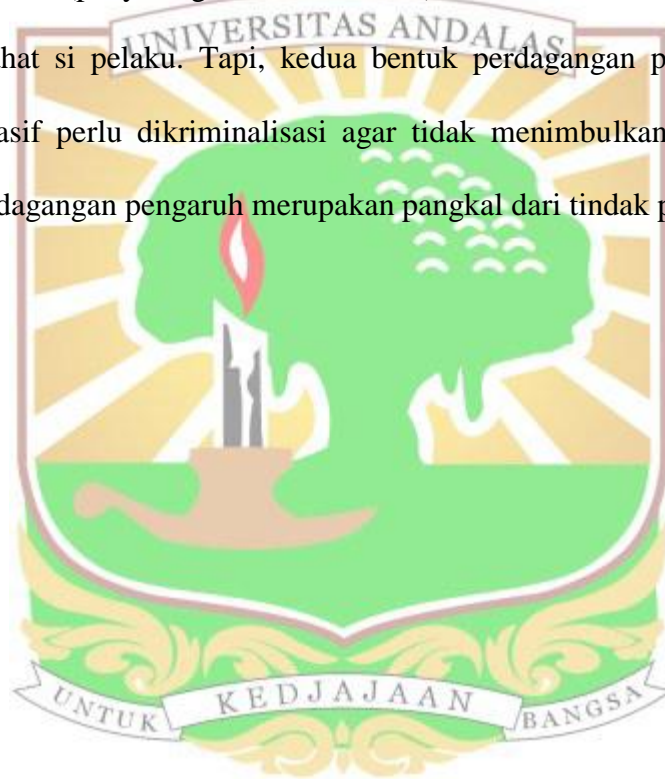 UNIVERSITAS ANDALAS
ahat si pelaku. Tapi, kedua bentuk perdagangan p
asif perlu dikriminalisasi agar tidak menimbulkan
dagangan pengaruh merupakan pangkal dari tindak p
UNTUK KEDJAJAAN BANGSA